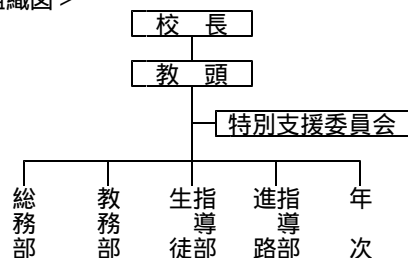 組織図>
校 長
教 頭
特別支援委員会
総務部
教務部
生徒指導部
進路指導部
年 次